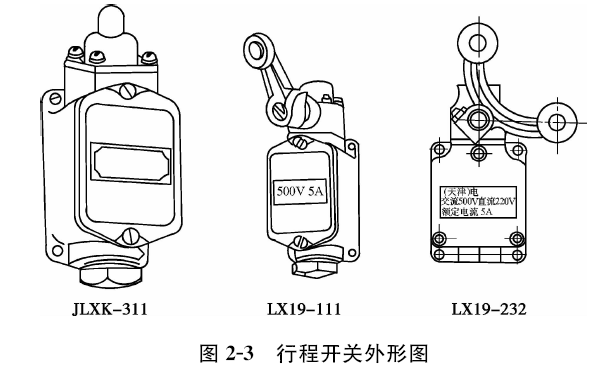 500V 5A
(天津)电
交流500V直流220V
额定电流 5A
JLXK-311
LX19-111
LX19-232
图 2-3 行程开关外形图